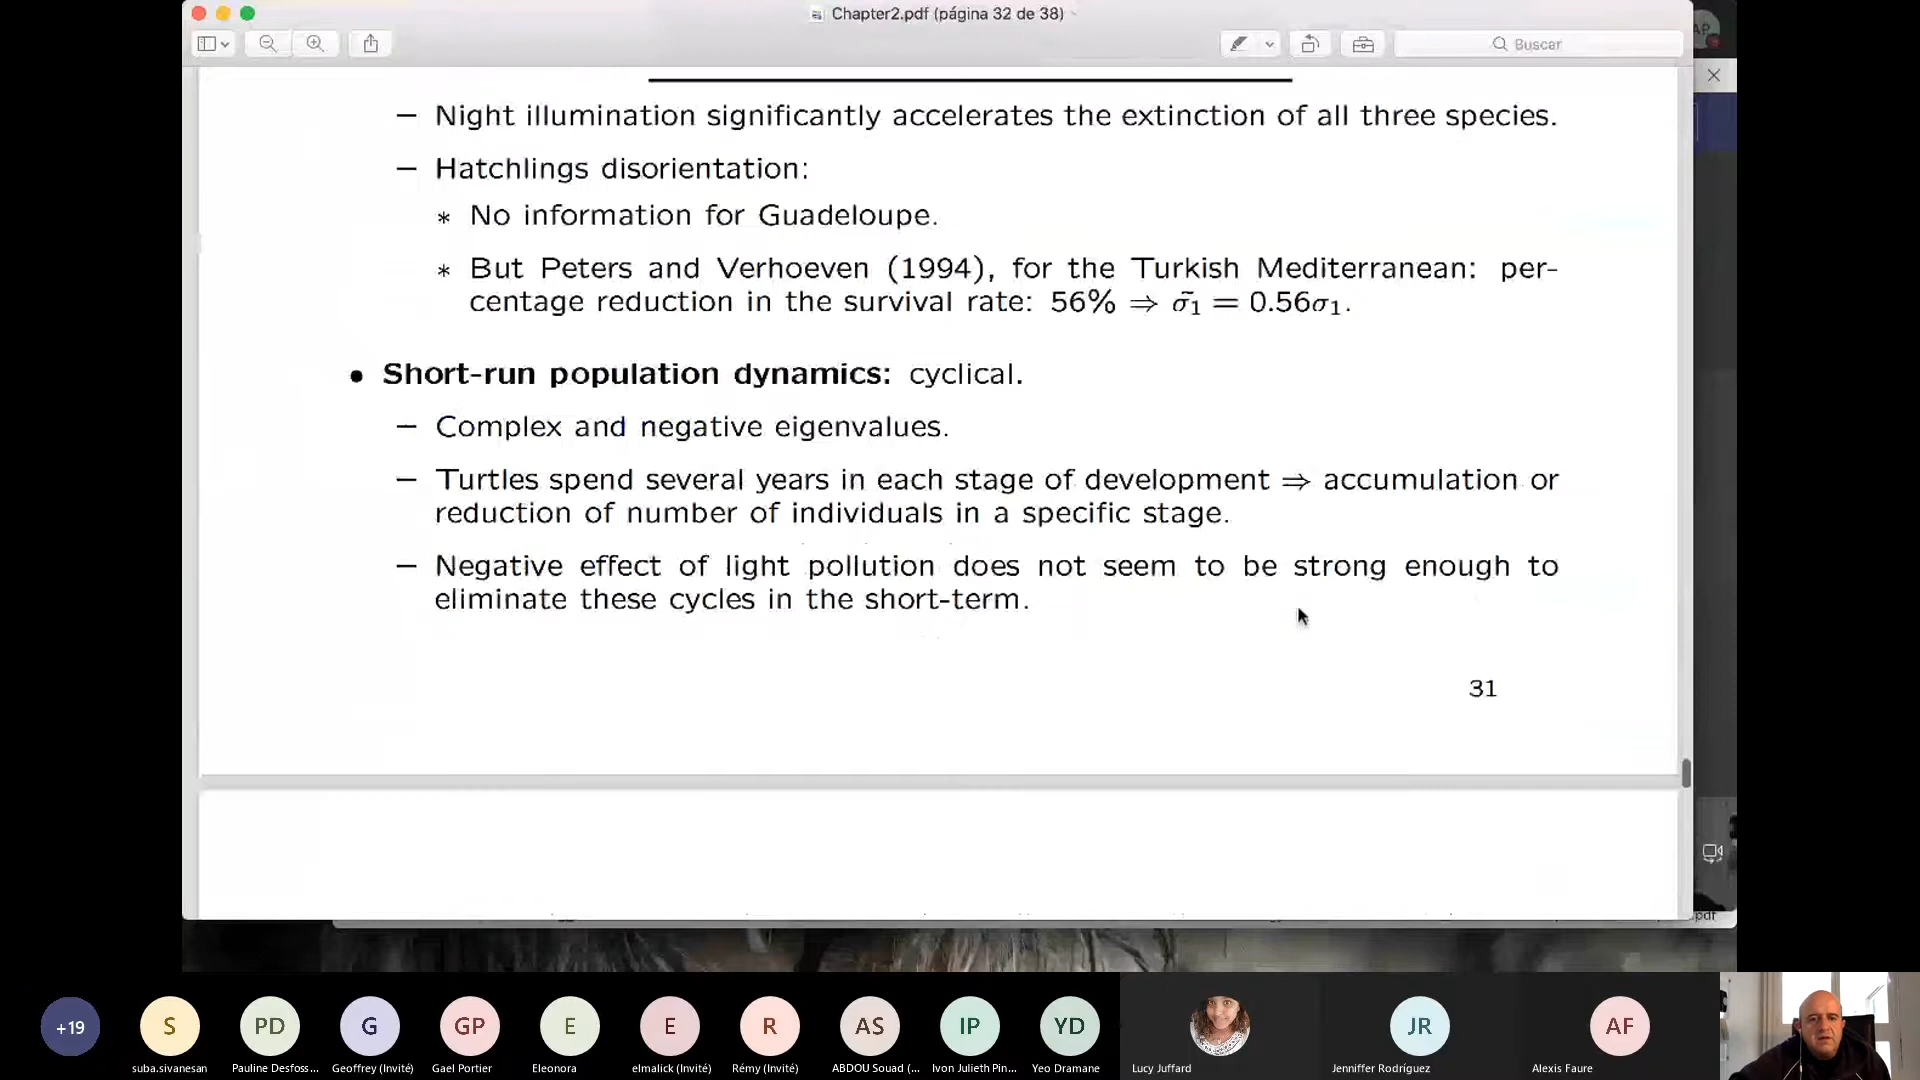 Chapter2.pdf (página 32 de 38)
Buscar
AP
– Night illumination significantly accelerates the extinction of all three species.
– Hatchlings disorientation:
* No information for Guadeloupe.
* But Peters and Verhoeven (1994), for the Turkish Mediterranean: per-
centage reduction in the survival rate: 56% ⇒ σ̃₁ = 0.56σ₁.
• Short-run population dynamics: cyclical.
– Complex and negative eigenvalues.
– Turtles spend several years in each stage of development ⇒ accumulation or
reduction of number of individuals in a specific stage.
– Negative effect of light pollution does not seem to be strong enough to
eliminate these cycles in the short-term.
31
pdf
+19
S
PD
G
GP
E
E
R
AS
IP
YD
JR
AF
suba.sivanesan
Pauline Desfoss...
Geoffrey (Invité)
Gael Portier
Eleonora
elmalick (Invité)
Rémy (Invité)
ABDOU Souad (...
Ivon Julieth Pin...
Yeo Dramane
Lucy Juffard
Jenniffer Rodríguez
Alexis Faure